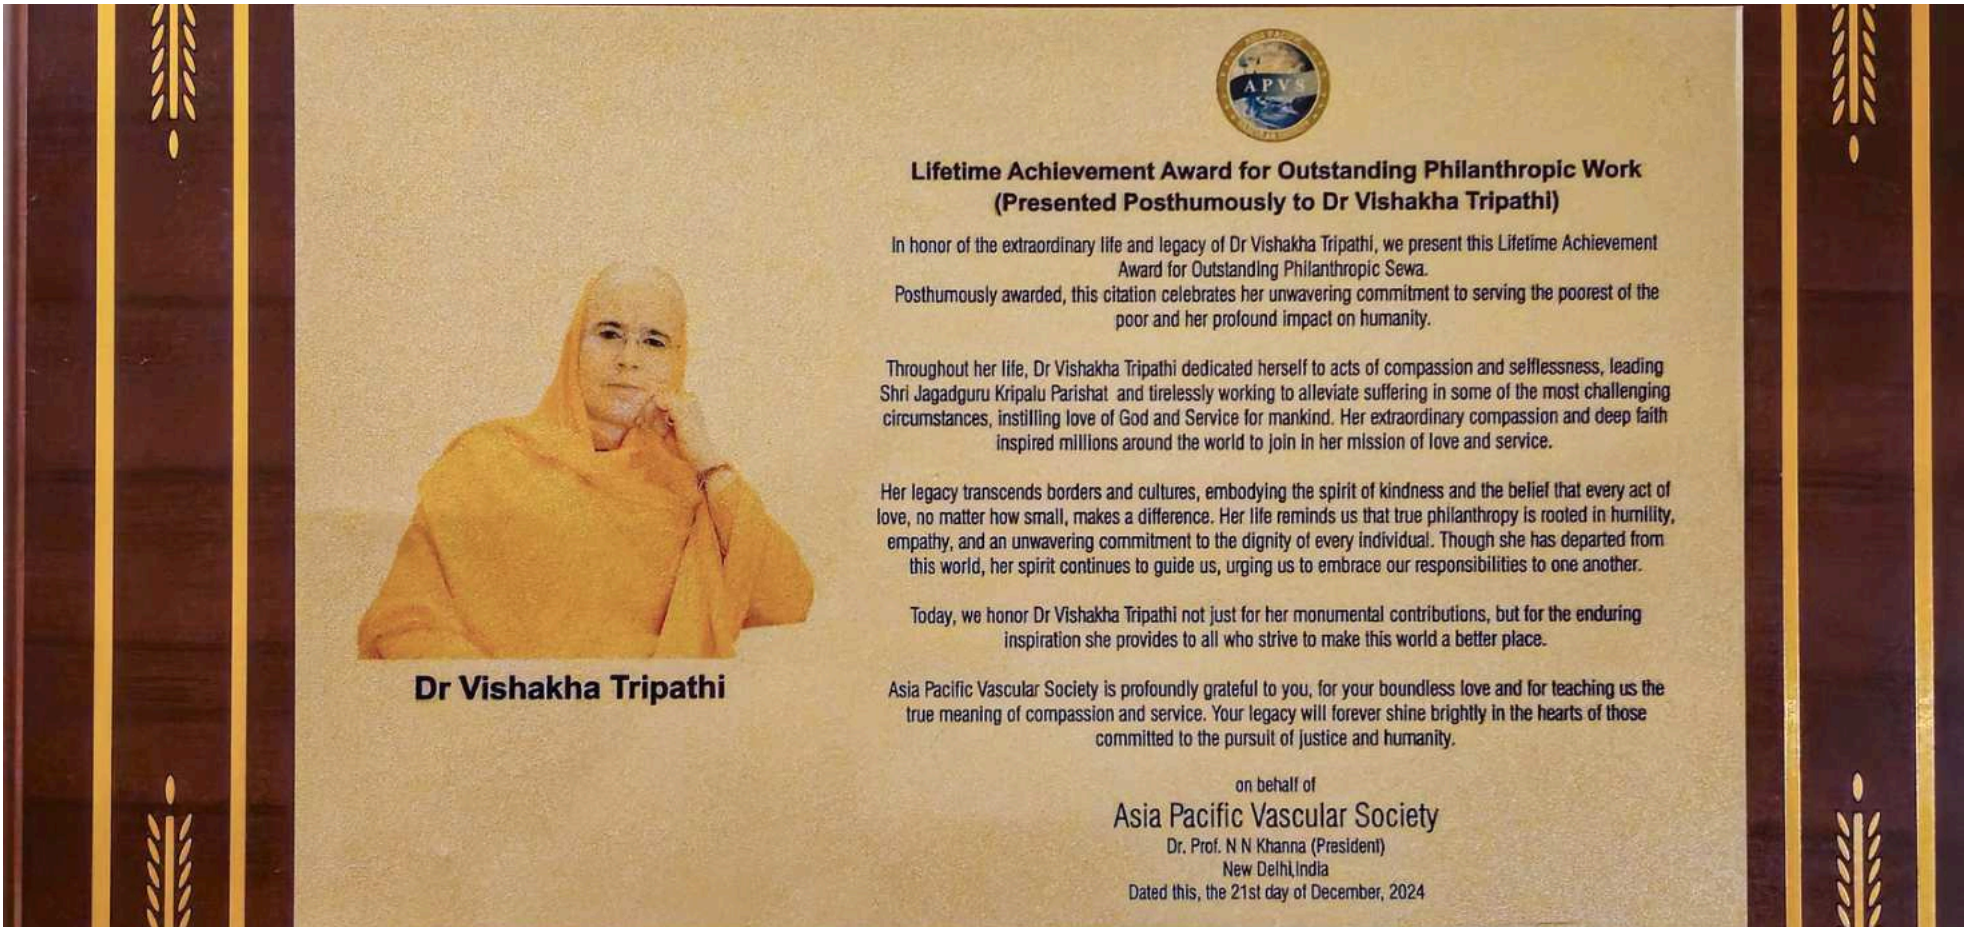 APVS
Lifetime Achievement Award for Outstanding Philanthropic Work
(Presented Posthumously to Dr Vishakha Tripathi)
In honor of the extraordinary life and legacy of Dr Vishakha Tripathi, we present this Lifetime Achievement
Award for Outstanding Philanthropic Sewa.
Posthumously awarded, this citation celebrates her unwavering commitment to serving the poorest of the
poor and her profound impact on humanity.
Throughout her life, Dr Vishakha Tripathi dedicated herself to acts of compassion and selflessness, leading
Shri Jagadguru Kripalu Parishat and tirelessly working to alleviate suffering in some of the most challenging
circumstances, instilling love of God and Service for mankind. Her extraordinary compassion and deep faith
inspired millions around the world to join in her mission of love and service.
Her legacy transcends borders and cultures, embodying the spirit of kindness and the belief that every act of
love, no matter how small, makes a difference. Her life reminds us that true philanthropy is rooted in humility,
empathy, and an unwavering commitment to the dignity of every individual. Though she has departed from
this world, her spirit continues to guide us, urging us to embrace our responsibilities to one another.
Today, we honor Dr Vishakha Tripathi not just for her monumental contributions, but for the enduring
inspiration she provides to all who strive to make this world a better place.
Asia Pacific Vascular Society is profoundly grateful to you, for your boundless love and for teaching us the
true meaning of compassion and service. Your legacy will forever shine brightly in the hearts of those
committed to the pursuit of justice and humanity.
on behalf of
Asia Pacific Vascular Society
Dr. Prof. N N Khanna (President)
New Delhi,India
Dated this, the 21st day of December, 2024
Dr Vishakha Tripathi